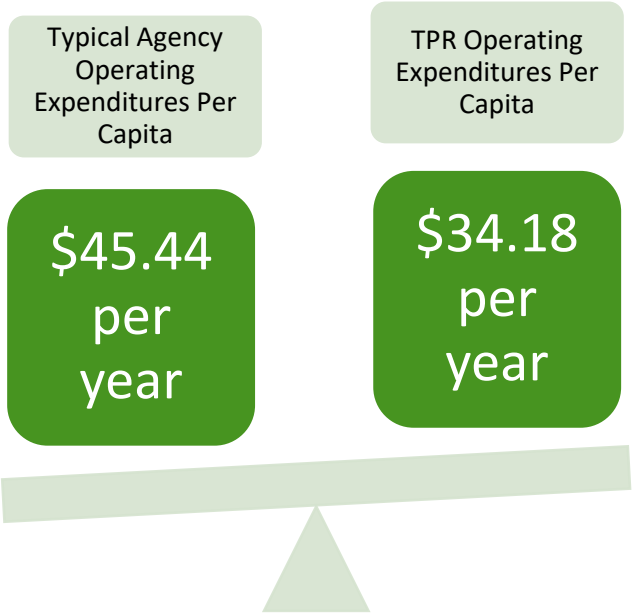 Typical Agency
Operating
Expenditures Per
Capita
TPR Operating
Expenditures Per
Capita
$45.44
per
year
$34.18
per
year